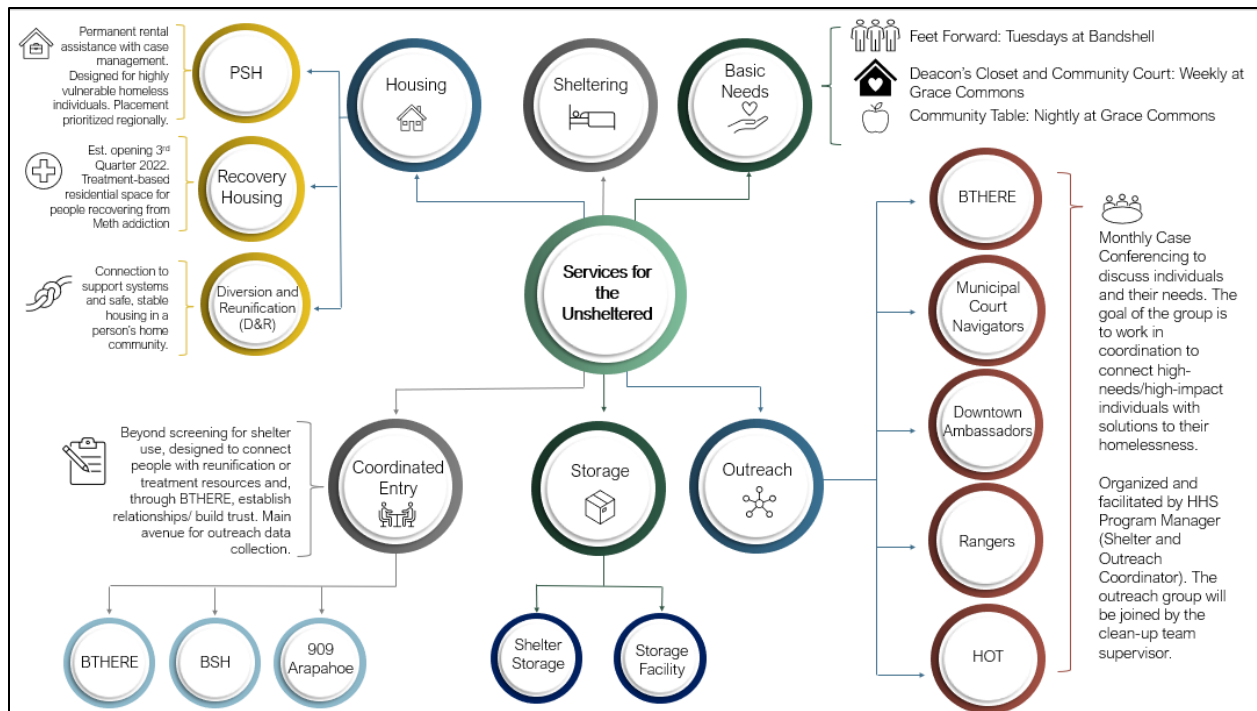 Permanent rental
assistance with case
management.
Designed for highly
vulnerable homeless
individuals. Placement
prioritized regionally.
PSH
Est. opening 3rd
Quarter 2022.
Treatment-based
residential space for
people recovering from
Meth addiction
Recovery
Housing
Connection to
support systems
and safe, stable
housing in a
person's home
community.
Diversion and
Reunification
(D&R)
Housing
Sheltering
Basic
Needs
Feet Forward: Tuesdays at Bandshell
Deacon's Closet and Community Court: Weekly at
Grace Commons
Community Table: Nightly at Grace Commons
Services for
the
Unsheltered
Beyond screening for shelter
use, designed to connect
people with reunification or
treatment resources and,
through BTHERE, establish
relationships/ build trust. Main
avenue for outreach data
collection.
Coordinated
Entry
Storage
Outreach
BTHERE
BSH
909
Arapahoe
Shelter
Storage
Storage
Facility
BTHERE
Municipal
Court
Navigators
Downtown
Ambassadors
Rangers
HOT
Monthly Case
Conferencing to
discuss individuals
and their needs. The
goal of the group is
to work in
coordination to
connect high-
needs/high-impact
individuals with
solutions to their
homelessness.
Organized and
facilitated by HHS
Program Manager
(Shelter and
Outreach
Coordinator). The
outreach group will
be joined by the
clean-up team
supervisor.